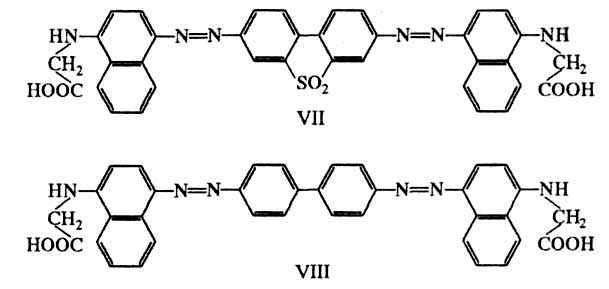 HN N=N N=N NH
CH₂ CH₂
HOOC SO₂ COOH
VII
HN N=N N=N NH
CH₂ CH₂
HOOC COOH
VIII